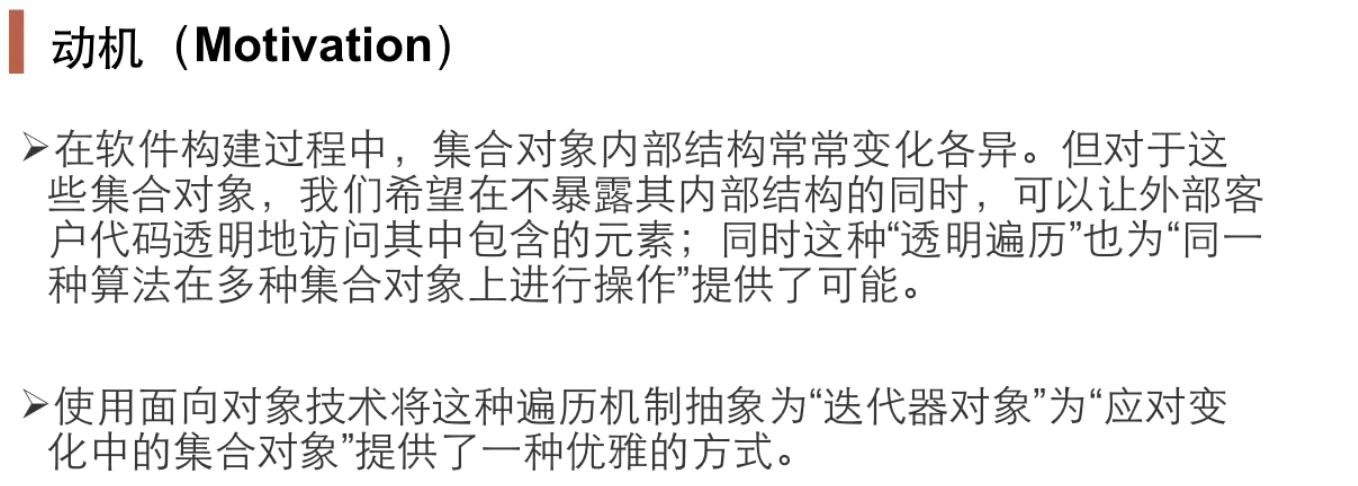 动机（Motivation）
➢在软件构建过程中，集合对象内部结构常常变化各异。但对于这
些集合对象，我们希望在不暴露其内部结构的同时，可以让外部客
户代码透明地访问其中包含的元素；同时这种“透明遍历”也为“同一
种算法在多种集合对象上进行操作”提供了可能。
➢使用面向对象技术将这种遍历机制抽象为“迭代器对象”为“应对变
化中的集合对象”提供了一种优雅的方式。